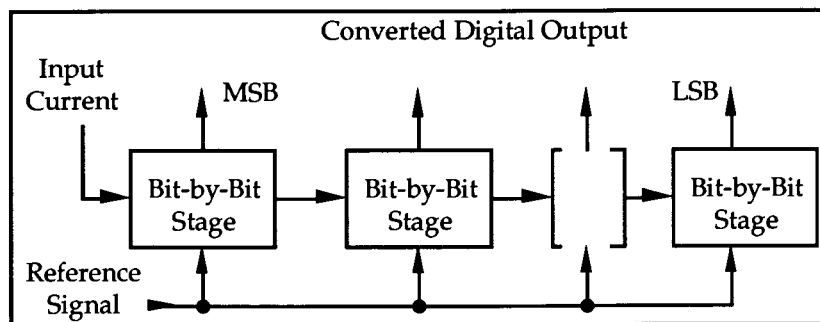 Converted Digital Output
Input
Current
MSB
LSB
Bit-by-Bit
Stage
Bit-by-Bit
Stage
Bit-by-Bit
Stage
Reference
Signal